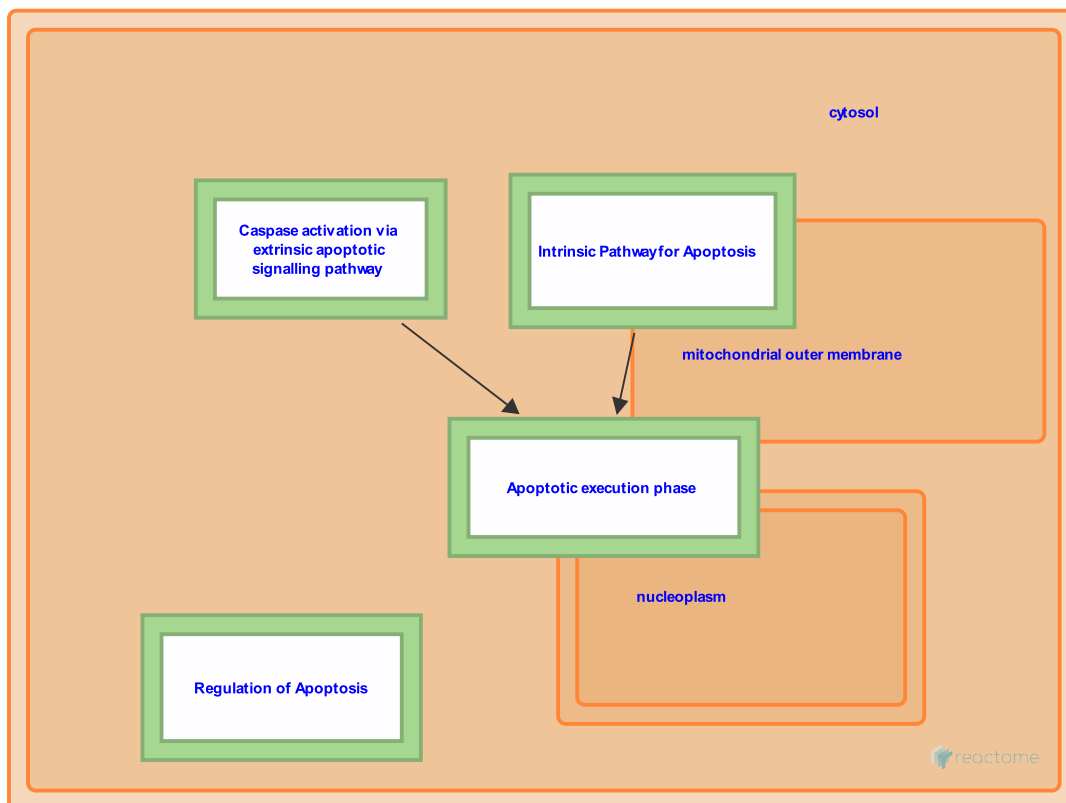 cytosol
Caspase activation via
extrinsic apoptotic
signalling pathway
Intrinsic Pathway for Apoptosis
mitochondrial outer membrane
Apoptotic execution phase
nucleoplasm
Regulation of Apoptosis
reactome